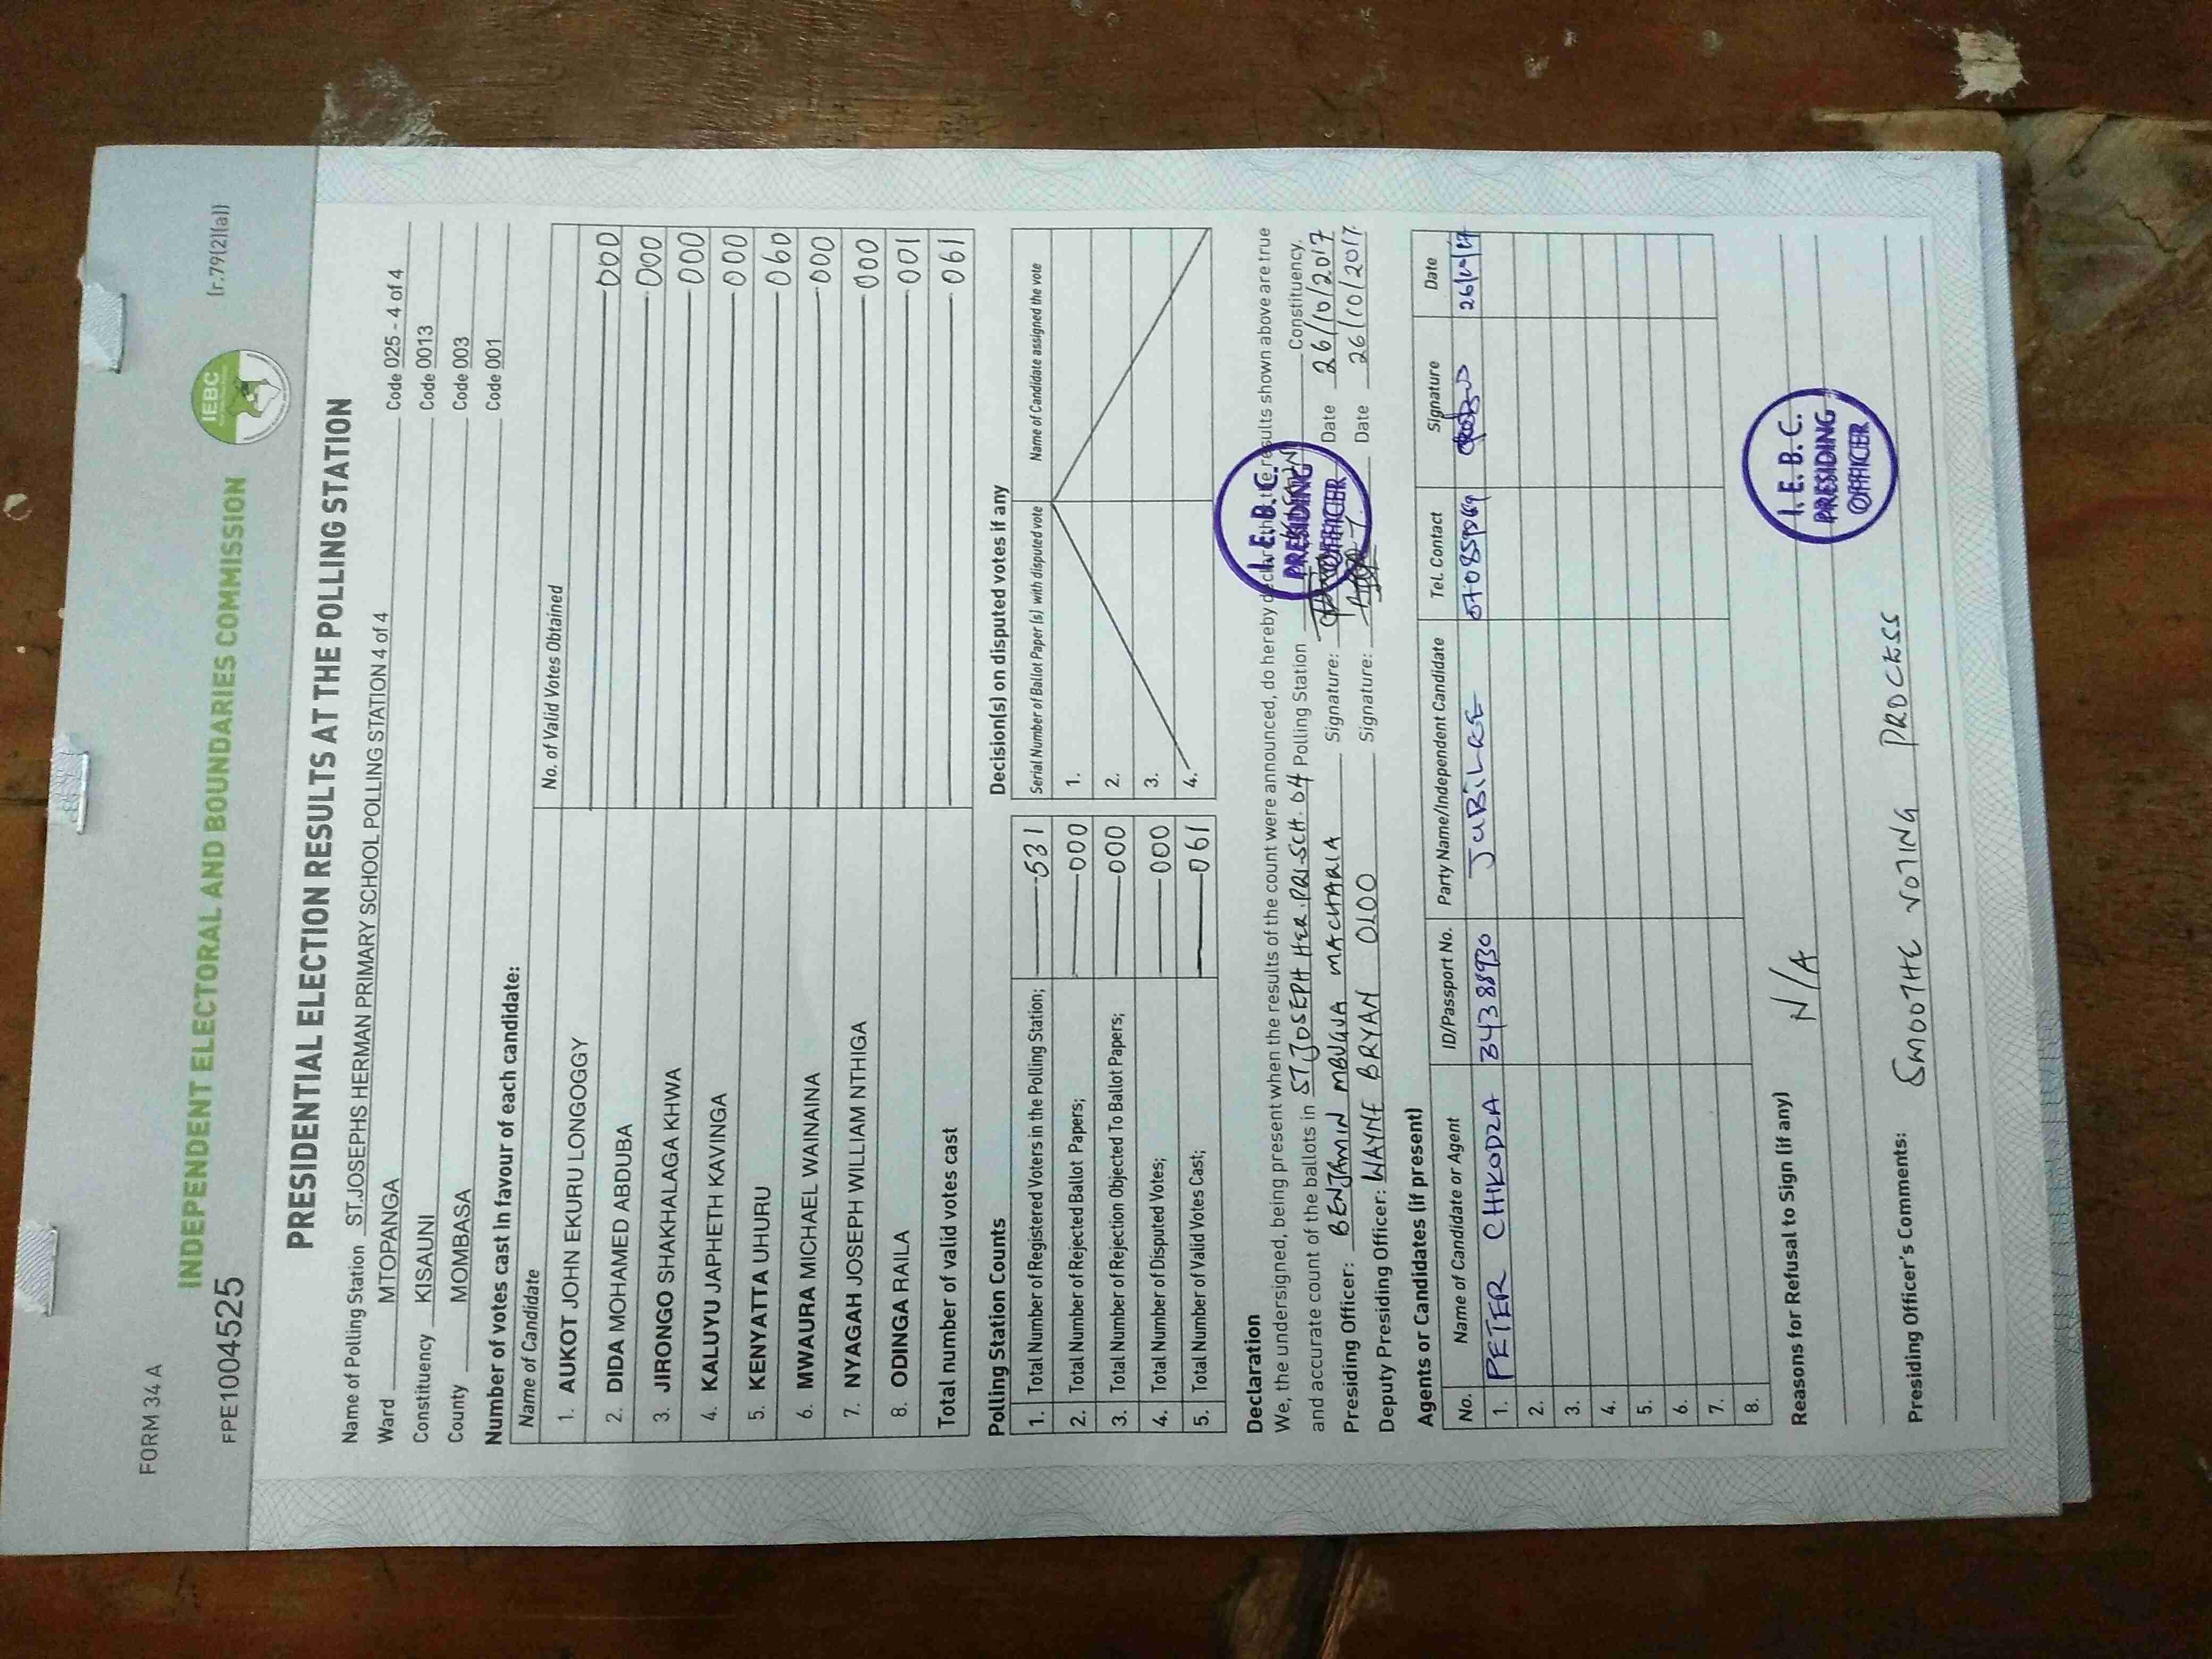 FORM 34 A
INDEPENDENT ELECTORAL AND BOUNDARIES COMMISSION
IEBC
(r.79(2)(a))
FPE1004525
PRESIDENTIAL ELECTION RESULTS AT THE POLLING STATION
Name of Polling Station ST.JOSEPHS HERMAN PRIMARY SCHOOL POLLING STATION 4 of 4
Ward MTOPANGA Code 025 - 4 of 4
Constituency KISAUNI Code 0013
County MOMBASA Code 003
Code 001
Number of votes cast in favour of each candidate:
Name of Candidate No. of Valid Votes Obtained
1. AUKOT JOHN EKURU LONGOGGY 000
2. DIDA MOHAMED ABDUBA 000
3. JIRONGO SHAKHALAGA KHWA 000
4. KALUYU JAPHETH KAVINGA 000
5. KENYATTA UHURU 060
6. MWAURA MICHAEL WAINAINA 000
7. NYAGAH JOSEPH WILLIAM NTHIGA 000
8. ODINGA RAILA 001
Total number of valid votes cast 061
Polling Station Counts
1. Total Number of Registered Voters in the Polling Station; 531
2. Total Number of Rejected Ballot Papers; 000
3. Total Number of Rejection Objected To Ballot Papers; 000
4. Total Number of Disputed Votes; 000
5. Total Number of Valid Votes Cast; 061
Decision(s) on disputed votes if any
Serial Number of Ballot Paper (s) with disputed vote Name of Candidate assigned the vote
1.
2.
3.
4.
Declaration
We, the undersigned, being present when the results of the count were announced, do hereby declare that the results shown above are true
and accurate count of the ballots in ST JOSEPH HER. PRI-SCH. 04 Polling Station Constituency.
Presiding Officer: BENJAMIN MBUGUA MACHARIA Signature: Date 26/10/2017
Deputy Presiding Officer: WAYNE BRYAN OLOO Signature: Date 26/10/2017
I.E.B.C.
PRESIDING
OFFICER
Agents or Candidates (if present)
No. Name of Candidate or Agent ID/Passport No. Party Name/Independent Candidate Tel. Contact Signature Date
1. PETER CHIKODZA 34388930 JUBILEE 26/10/17
2.
3.
4.
5.
6.
7.
8.
Reasons for Refusal to Sign (if any)
N/A
I.E.B.C.
PRESIDING
OFFICER
Presiding Officer's Comments: SMOOTHE VOTING PROCESS